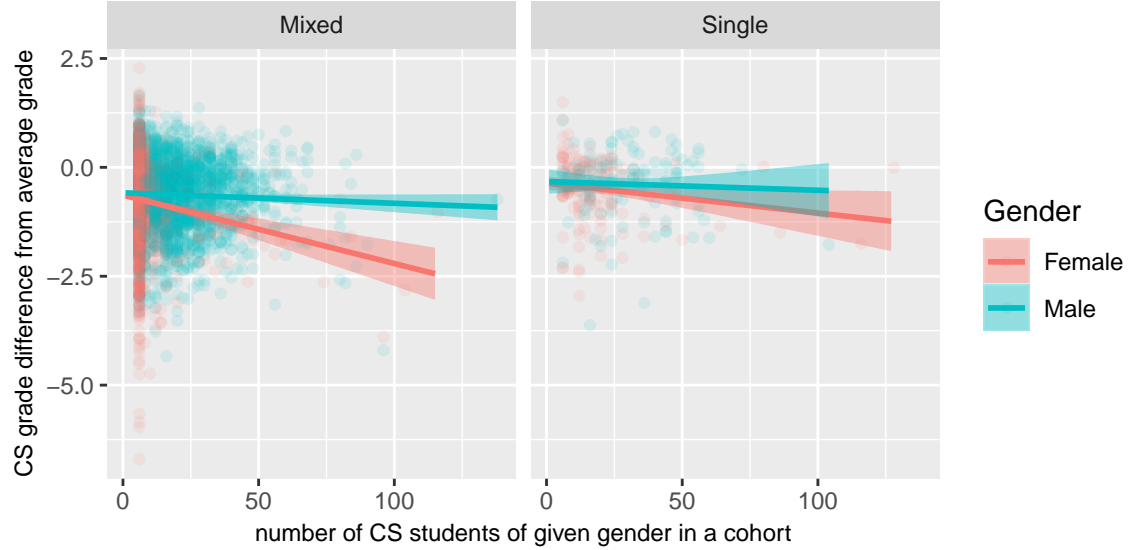 Mixed
Single
CS grade difference from average grade
2.5
0.0
−2.5
−5.0
0
50
100
0
50
100
number of CS students of given gender in a cohort
Gender
Female
Male